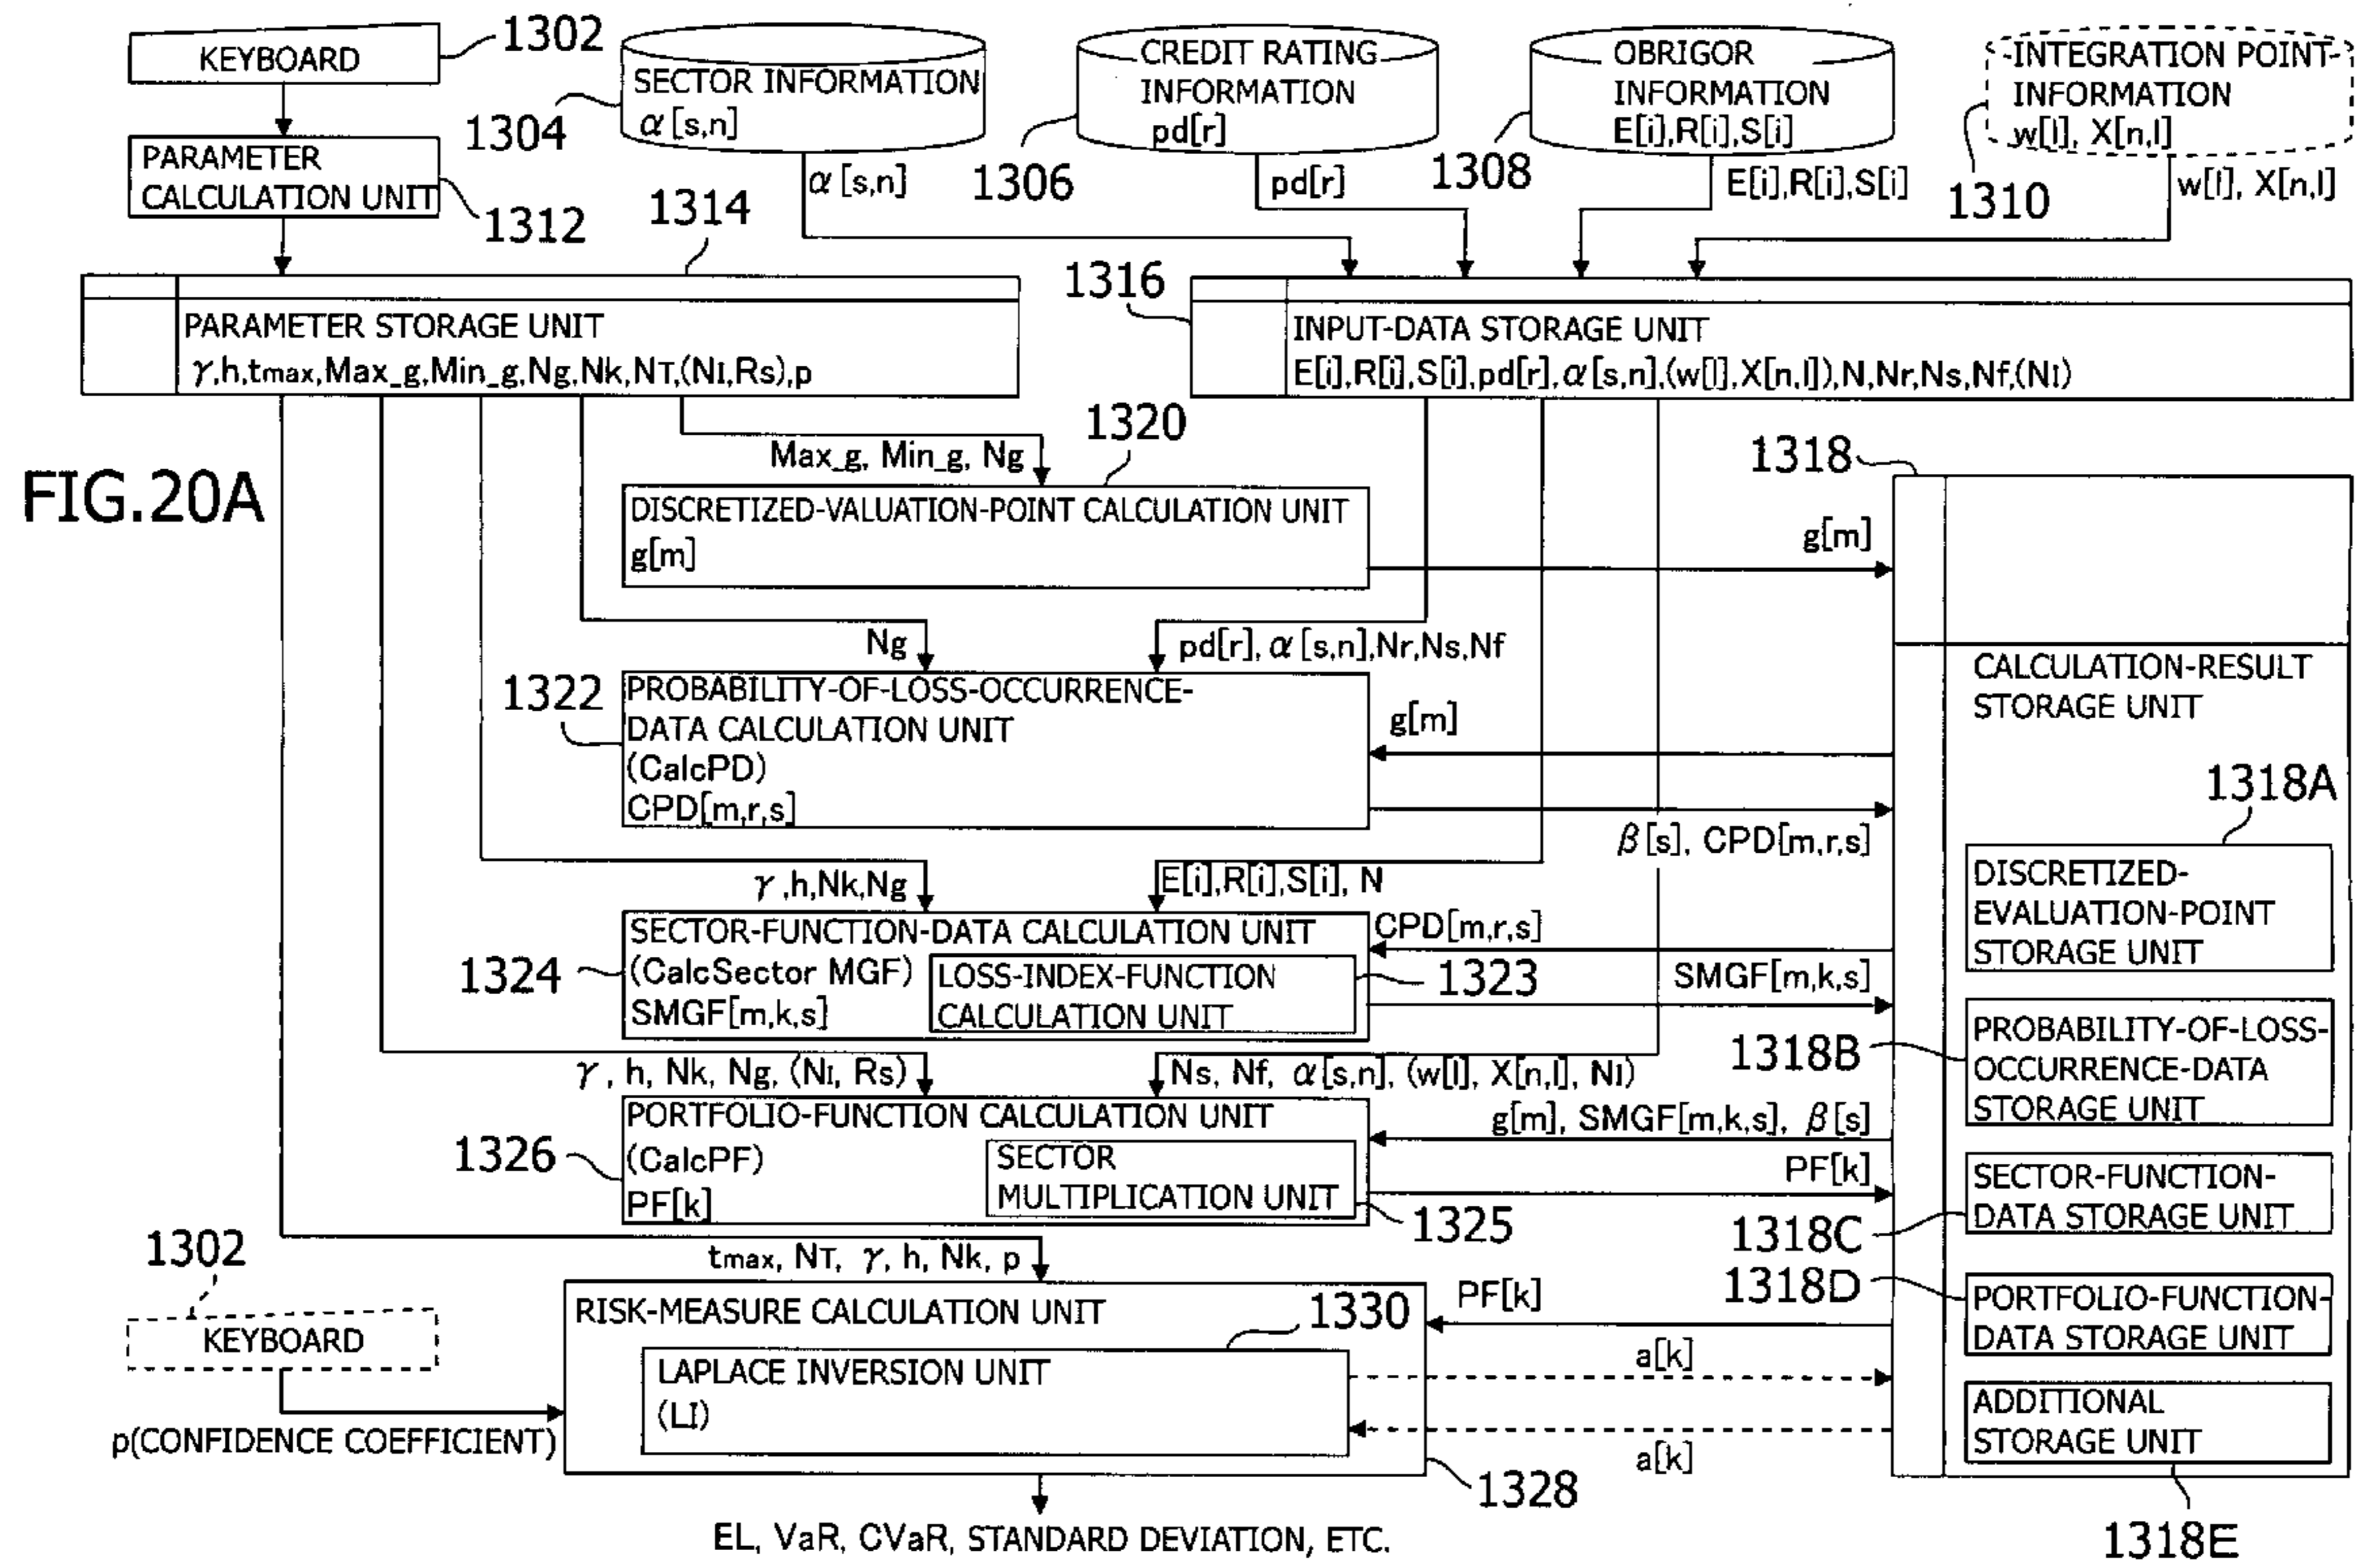 KEYBOARD
1302
SECTOR INFORMATION
α[s,n]
1304
CREDIT RATING
INFORMATION
pd[r]
1306
OBRIGOR
INFORMATION
E[i],R[i],S[i]
1308
INTEGRATION POINT
INFORMATION
w[l], X[n,l]
1310
PARAMETER
CALCULATION UNIT
1312
α[s,n]
pd[r]
E[i],R[i],S[i]
w[l], X[n,l]
1314
PARAMETER STORAGE UNIT
γ,h,tmax,Max_g,Min_g,Ng,Nk,NT,(NI,Rs),p
1316
INPUT-DATA STORAGE UNIT
E[i],R[i],S[i],pd[r],α[s,n],(w[l],X[n,l]),N,Nr,Ns,Nf,(NI)
FIG.20A
Max_g, Min_g, Ng
1320
DISCRETIZED-VALUATION-POINT CALCULATION UNIT
g[m]
g[m]
1318
Ng
pd[r],α[s,n],Nr,Ns,Nf
1322
PROBABILITY-OF-LOSS-OCCURRENCE-
DATA CALCULATION UNIT
(CalcPD)
CPD[m,r,s]
g[m]
β[s], CPD[m,r,s]
CALCULATION-RESULT
STORAGE UNIT
1318A
DISCRETIZED-
EVALUATION-POINT
STORAGE UNIT
γ,h,Nk,Ng
E[i],R[i],S[i], N
1324
SECTOR-FUNCTION-DATA CALCULATION UNIT
(CalcSector MGF)
SMGF[m,k,s]
LOSS-INDEX-FUNCTION
CALCULATION UNIT
1323
CPD[m,r,s]
SMGF[m,k,s]
1318B
PROBABILITY-OF-LOSS-
OCCURRENCE-DATA
STORAGE UNIT
γ, h, Nk, Ng, (NI, Rs)
Ns, Nf, α[s,n], (w[l], X[n,l], NI)
1326
PORTFOLIO-FUNCTION CALCULATION UNIT
(CalcPF)
PF[k]
SECTOR
MULTIPLICATION UNIT
1325
g[m], SMGF[m,k,s], β[s]
PF[k]
1318C
SECTOR-FUNCTION-
DATA STORAGE UNIT
tmax, NT, γ, h, Nk, p
1302
KEYBOARD
p(CONFIDENCE COEFFICIENT)
RISK-MEASURE CALCULATION UNIT
1330
LAPLACE INVERSION UNIT
(LI)
1328
PF[k]
a[k]
a[k]
1318D
PORTFOLIO-FUNCTION-
DATA STORAGE UNIT
ADDITIONAL
STORAGE UNIT
1318E
EL, VaR, CVaR, STANDARD DEVIATION, ETC.